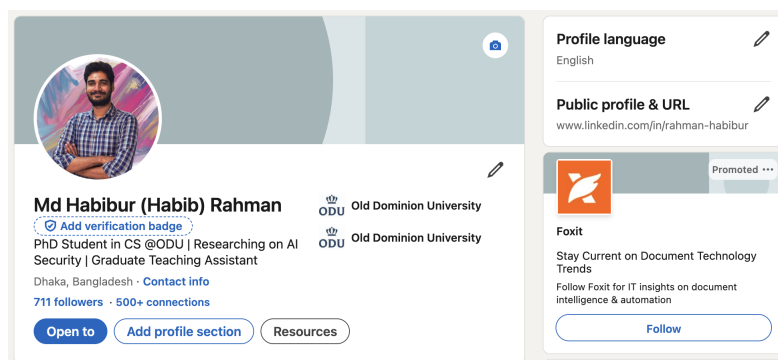 Md Habibur (Habib) Rahman
Add verification badge
PhD Student in CS @ODU | Researching on AI
Security | Graduate Teaching Assistant
Dhaka, Bangladesh · Contact info
711 followers · 500+ connections
Open to
Add profile section
Resources
ODU Old Dominion University
ODU Old Dominion University
Profile language
English
Public profile & URL
www.linkedin.com/in/rahman-habibur
Promoted ···
Foxit
Stay Current on Document Technology
Trends
Follow Foxit for IT insights on document
intelligence & automation
Follow